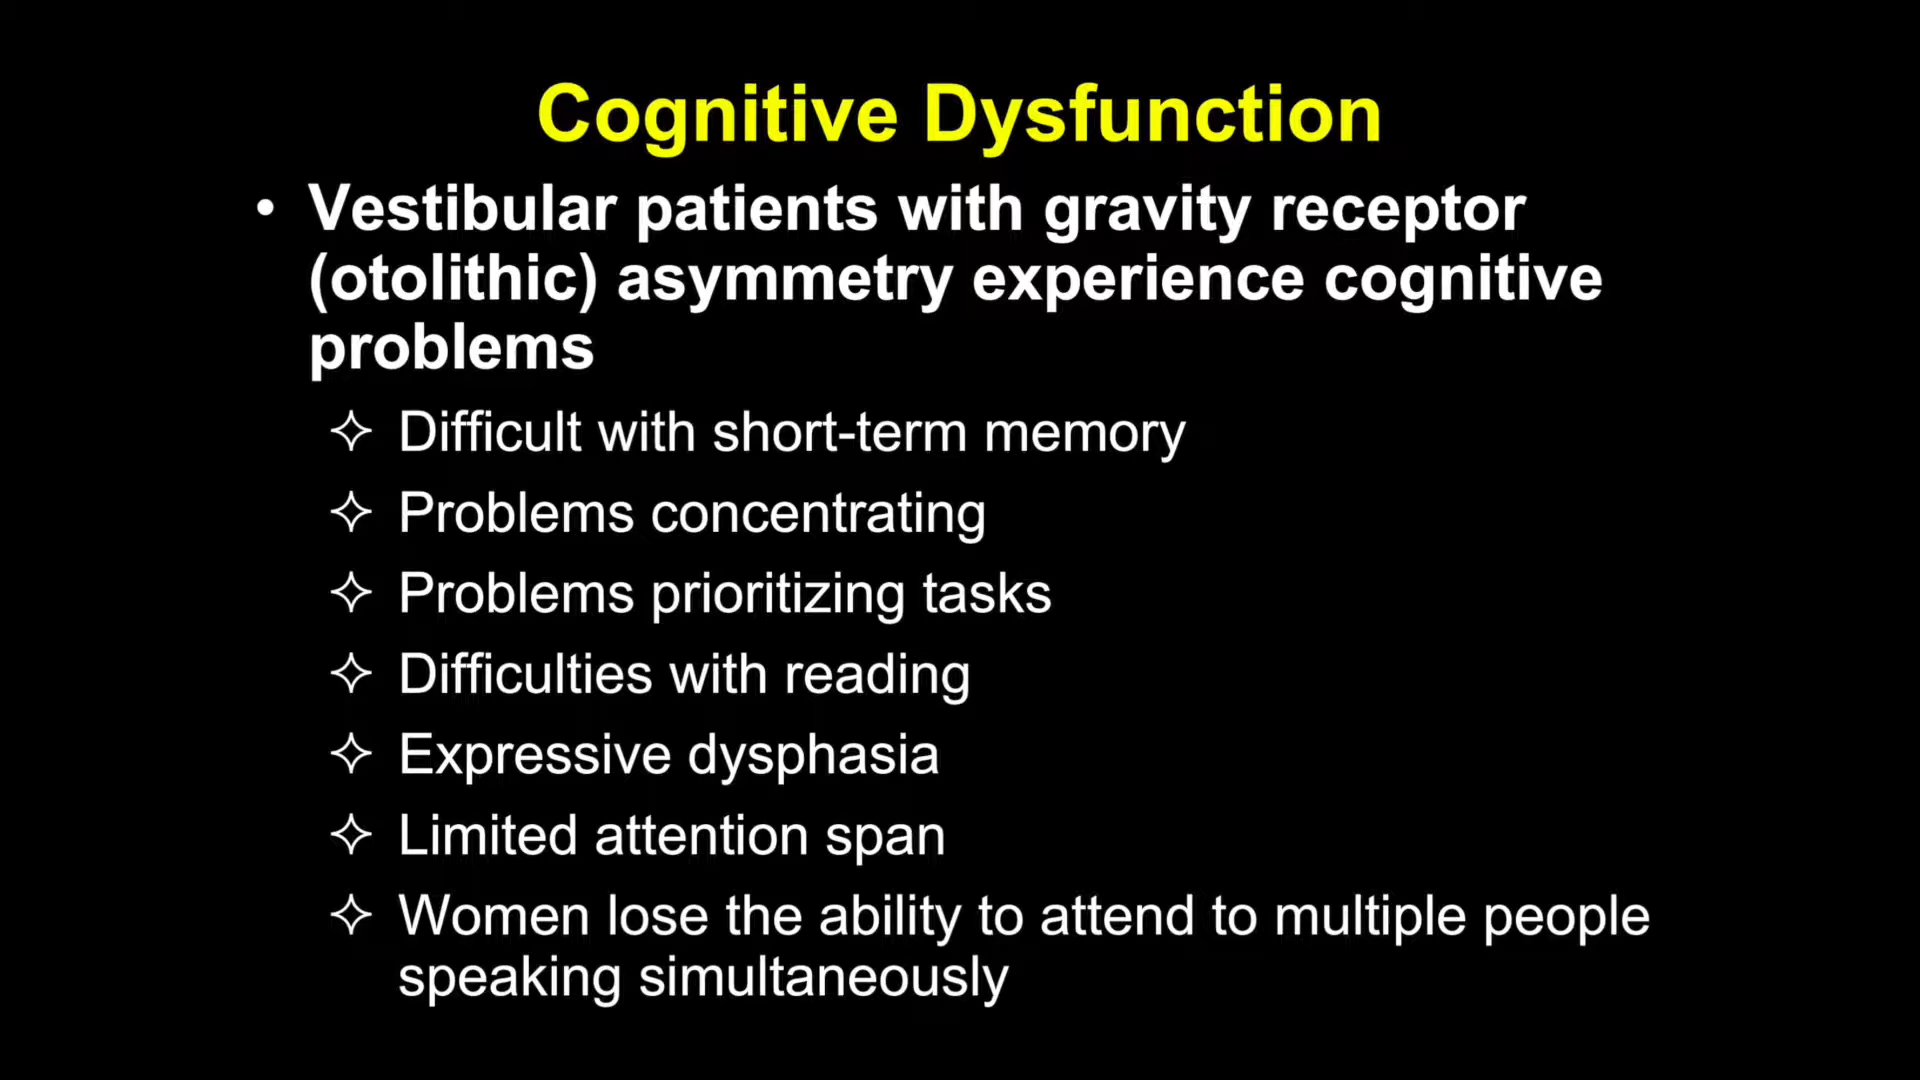 Cognitive Dysfunction
• Vestibular patients with gravity receptor
(otolithic) asymmetry experience cognitive
problems
✧ Difficult with short-term memory
✧ Problems concentrating
✧ Problems prioritizing tasks
✧ Difficulties with reading
✧ Expressive dysphasia
✧ Limited attention span
✧ Women lose the ability to attend to multiple people
speaking simultaneously